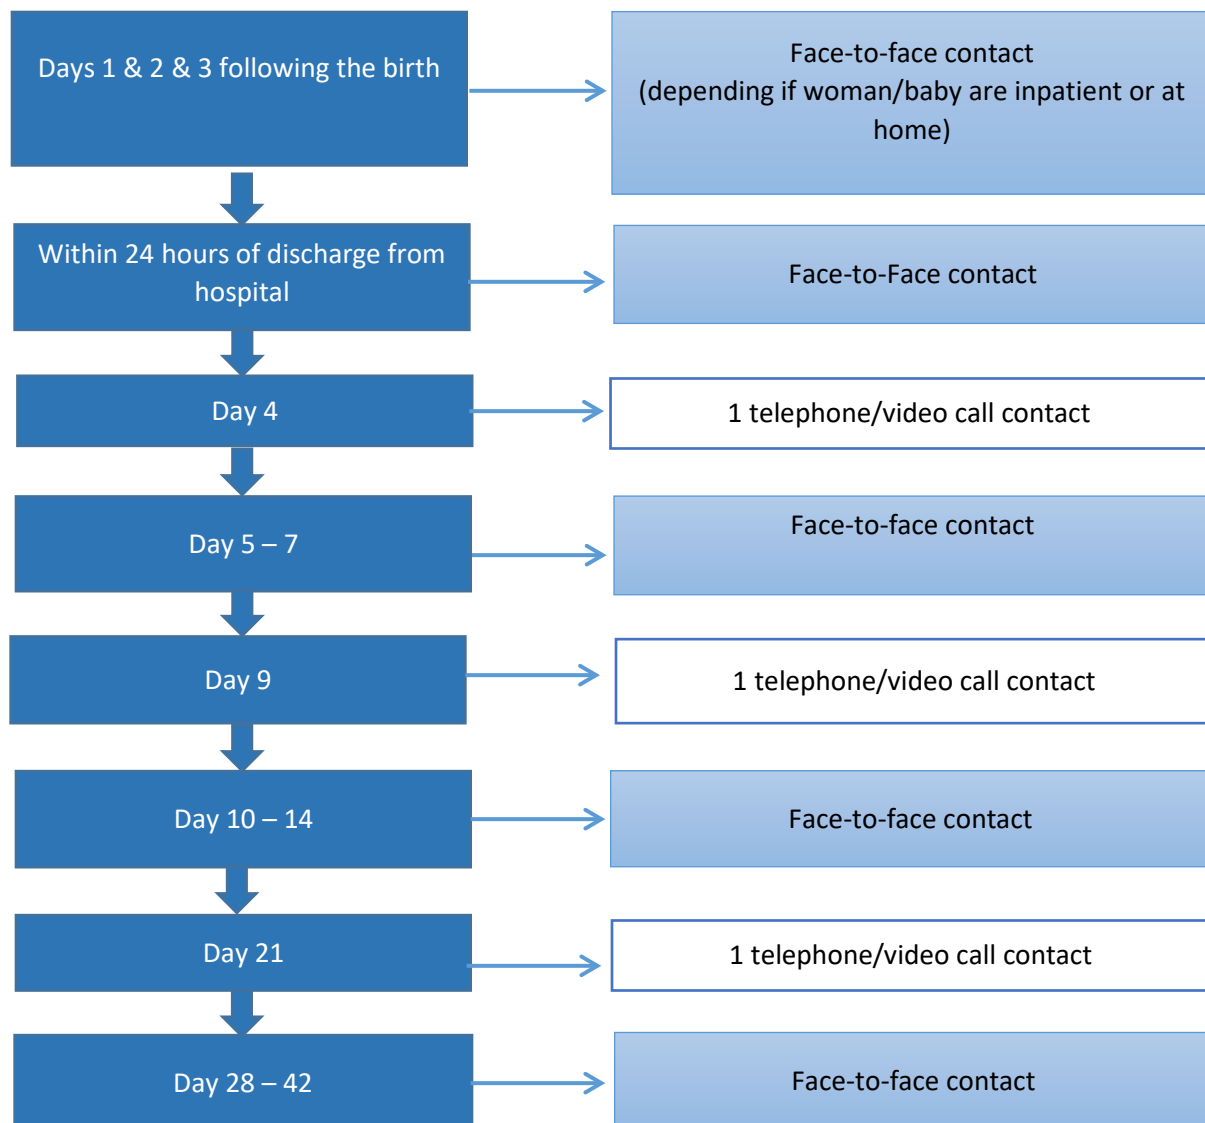 Days 1 & 2 & 3 following the birth
Face-to-face contact
(depending if woman/baby are inpatient or at
home)
Within 24 hours of discharge from
hospital
Face-to-Face contact
Day 4
1 telephone/video call contact
Day 5 – 7
Face-to-face contact
Day 9
1 telephone/video call contact
Day 10 – 14
Face-to-face contact
Day 21
1 telephone/video call contact
Day 28 – 42
Face-to-face contact